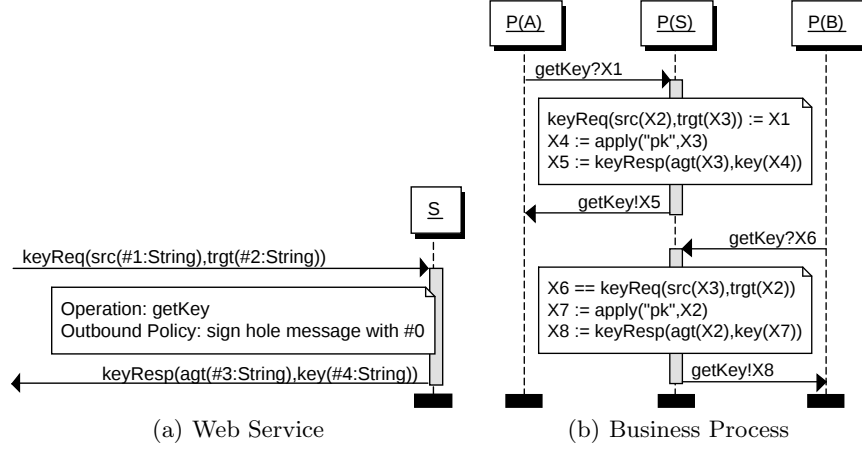 P(A)
P(S)
P(B)
getKey?X1
keyReq(src(X2),trgt(X3)) := X1
X4 := apply("pk",X3)
X5 := keyResp(agt(X3),key(X4))
getKey!X5
S
keyReq(src(#1:String),trgt(#2:String))
Operation: getKey
Outbound Policy: sign hole message with #0
keyResp(agt(#3:String),key(#4:String))
getKey?X6
X6 == keyReq(src(X3),trgt(X2))
X7 := apply("pk",X2)
X8 := keyResp(agt(X2),key(X7))
getKey!X8
(a) Web Service
(b) Business Process